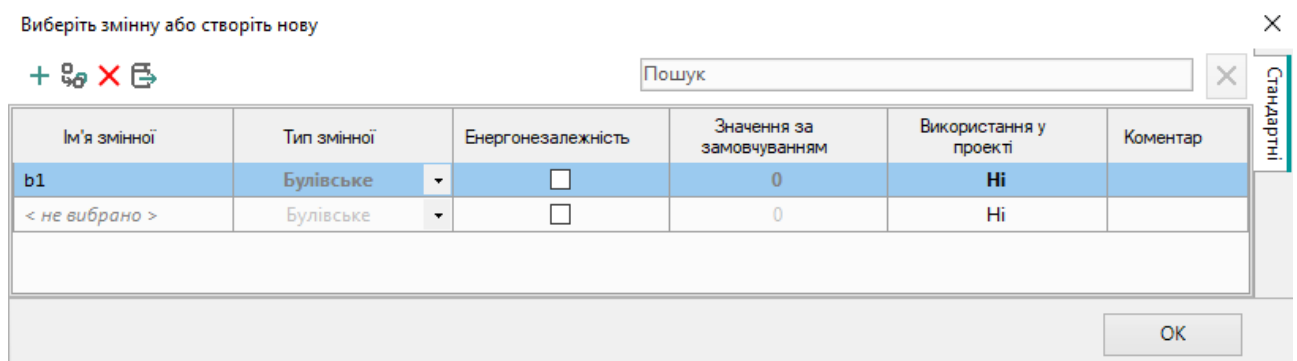 Виберіть змінну або створіть нову
Пошук
Стандартні
Ім'я змінної Тип змінної Енергонезалежність Значення за замовчуванням Використання у проекті Коментар
b1 Булівське 0 Ні
< не вибрано > Булівське 0 Ні
OK